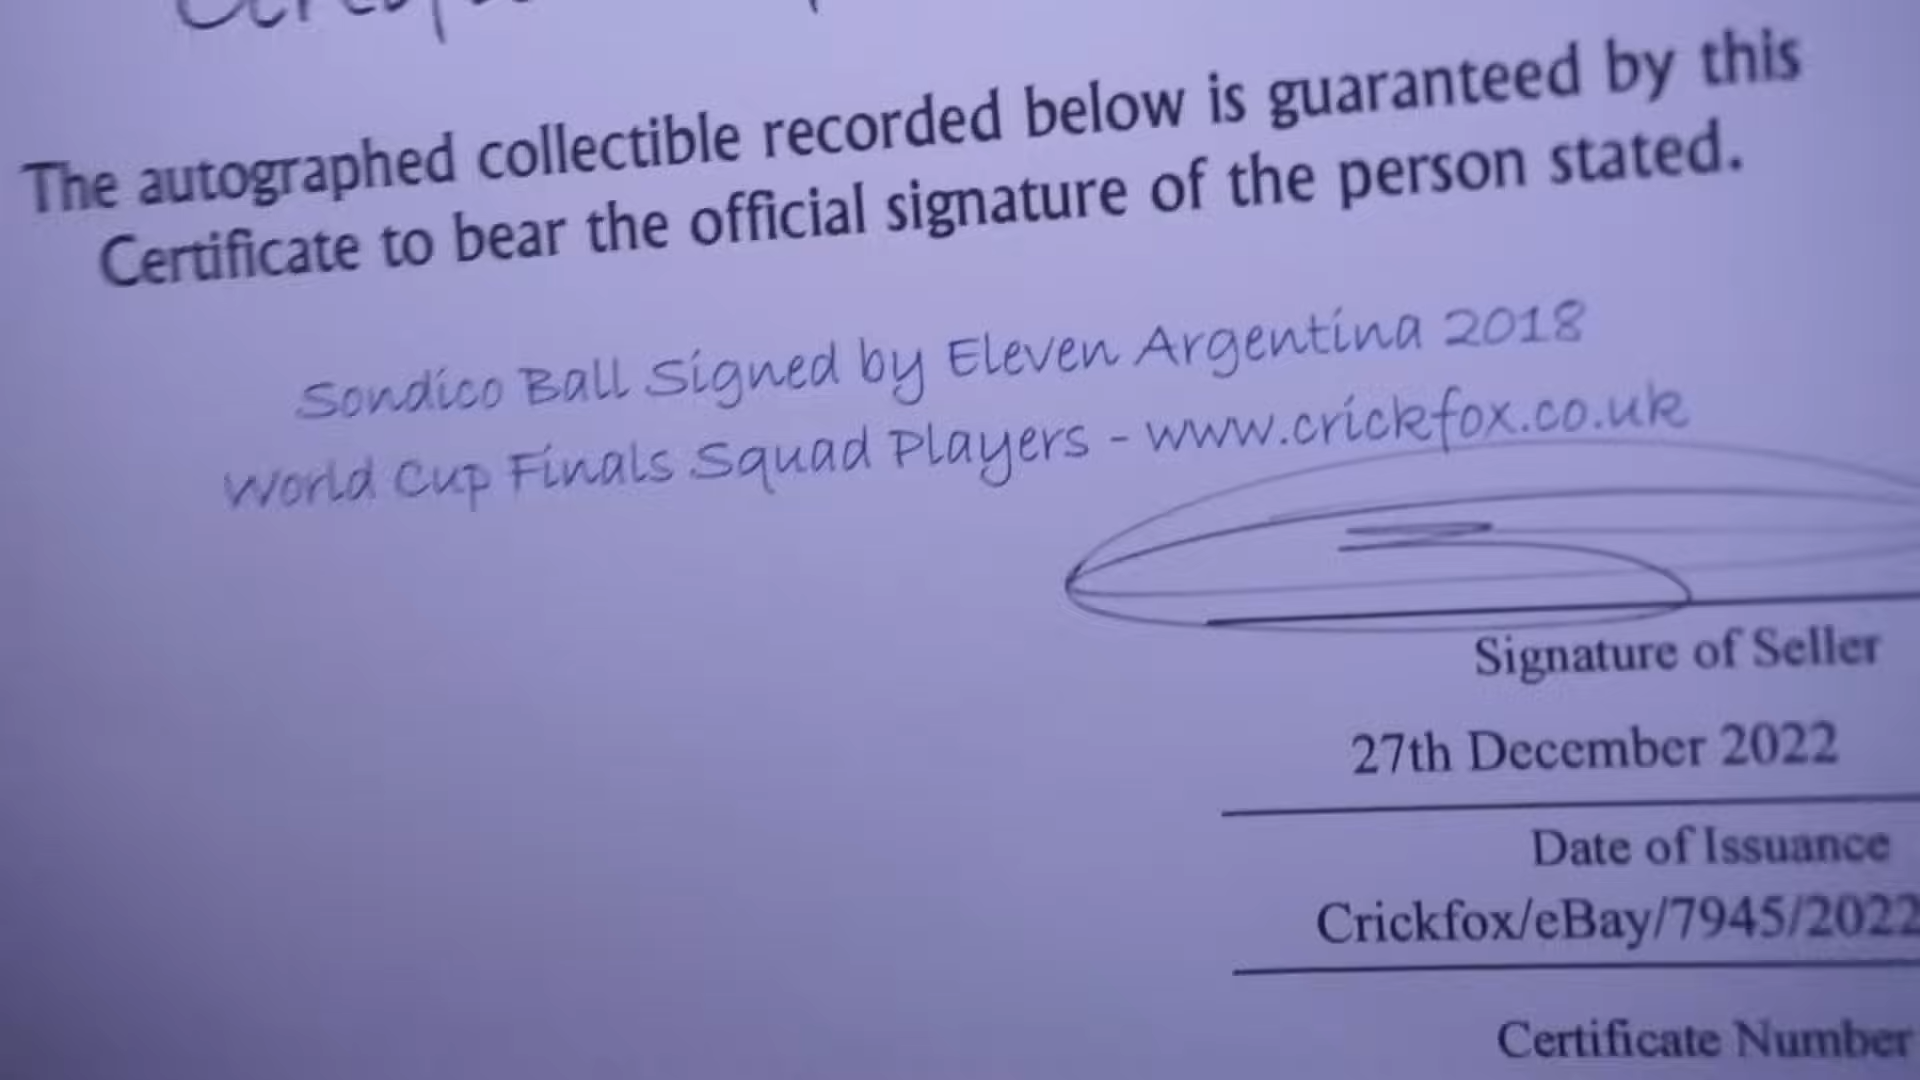 The autographed collectible recorded below is guaranteed by this
Certificate to bear the official signature of the person stated.
Sondico Ball Signed by Eleven Argentina 2018
World Cup Finals Squad Players - www.crickfox.co.uk
Signature of Seller
27th December 2022
Date of Issuance
Crickfox/eBay/7945/2022
Certificate Number